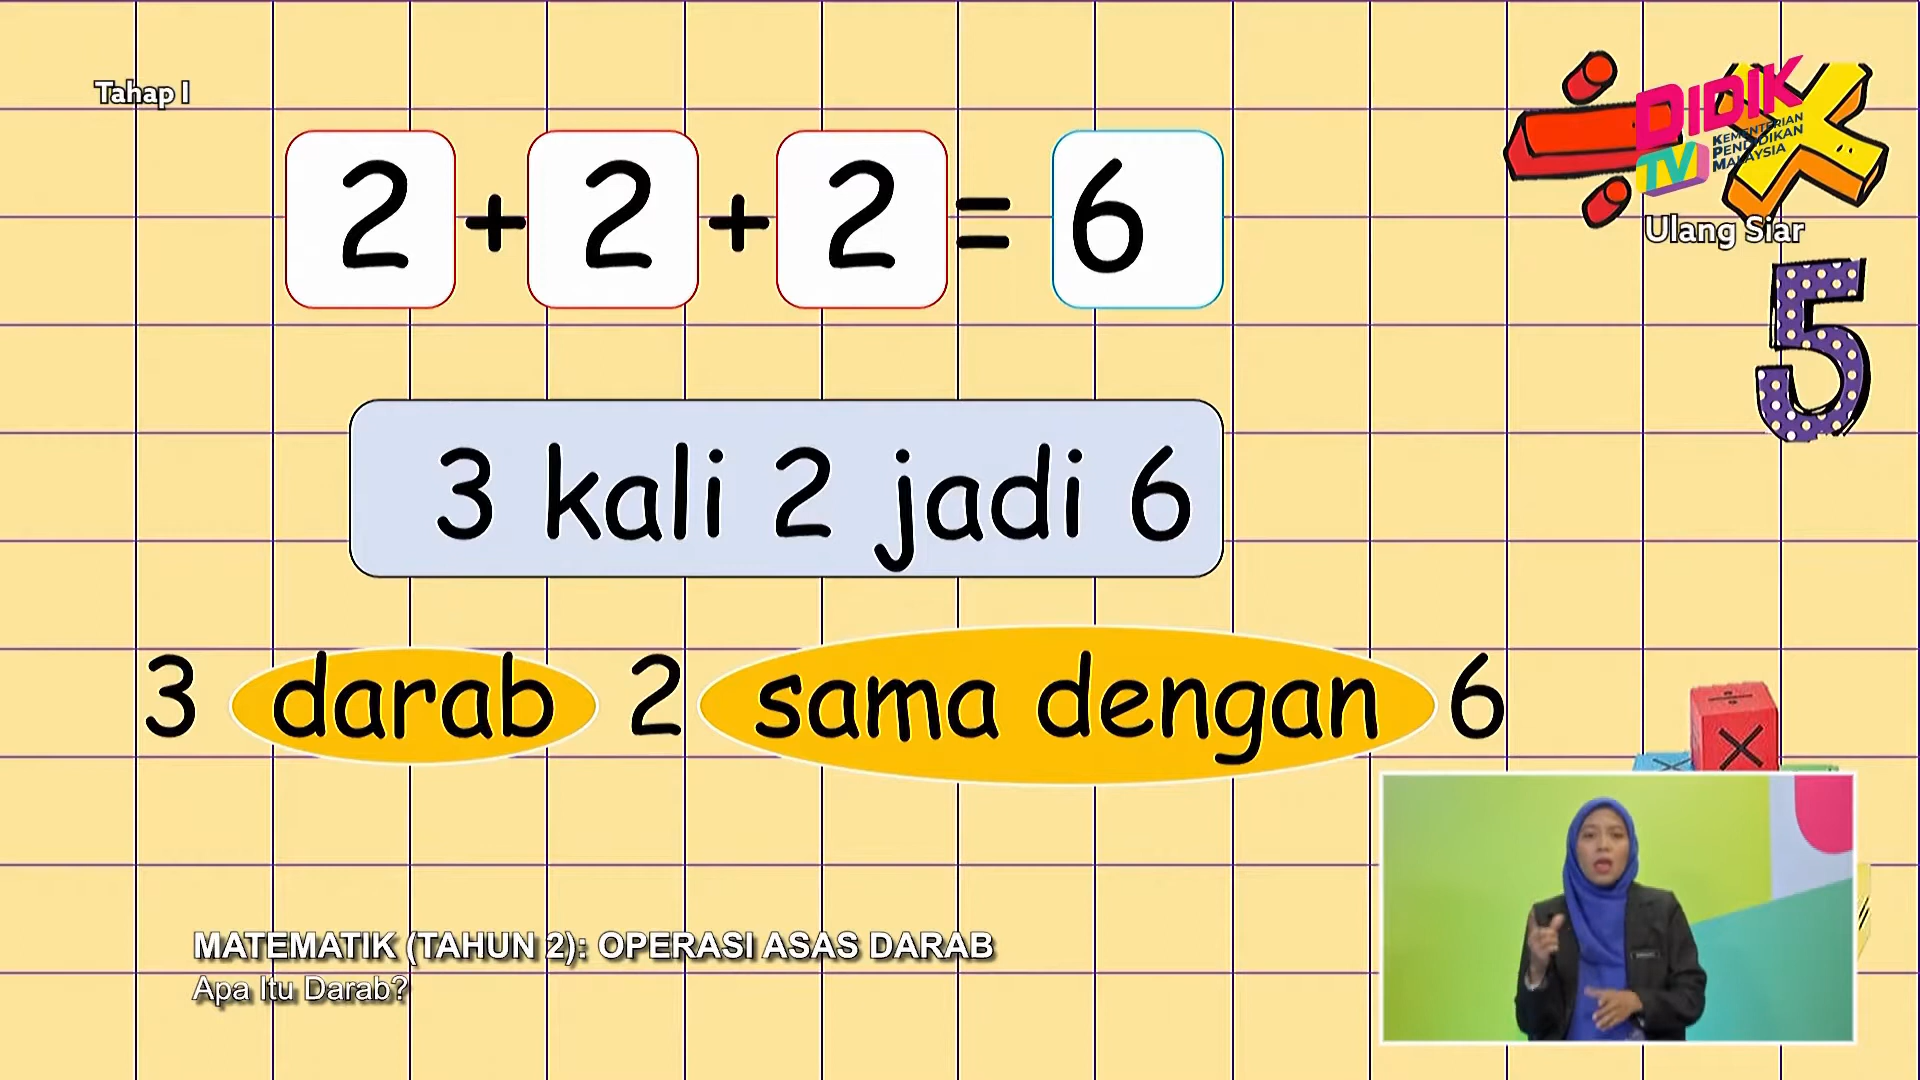 Tahap I
2 + 2 + 2 = 6
DIDIK
TV
KEMENTERIAN
PENDIDIKAN
MALAYSIA
Ulang Siar
5
3 kali 2 jadi 6
3 darab 2 sama dengan 6
MATEMATIK (TAHUN 2): OPERASI ASAS DARAB
Apa Itu Darab?